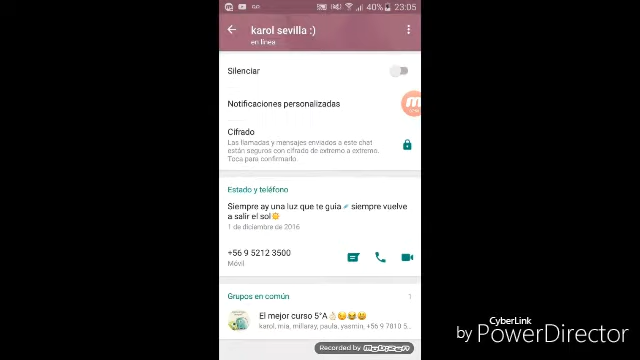 40% 23:05
karol sevilla :)
en línea
Silenciar
Notificaciones personalizadas
Cifrado
Las llamadas y mensajes enviados a este chat
están seguros con cifrado de extremo a extremo.
Toca para confirmarlo.
Estado y teléfono
Siempre ay una luz que te guia siempre vuelve
a salir el sol
1 de diciembre de 2016
+56 9 5212 3500
Móvil
Grupos en común 1
El mejor curso 5°A
karol, mia, millaray, paula, yasmin, +56 9 7810 5...
Recorded by Mobizen
CyberLink
by PowerDirector